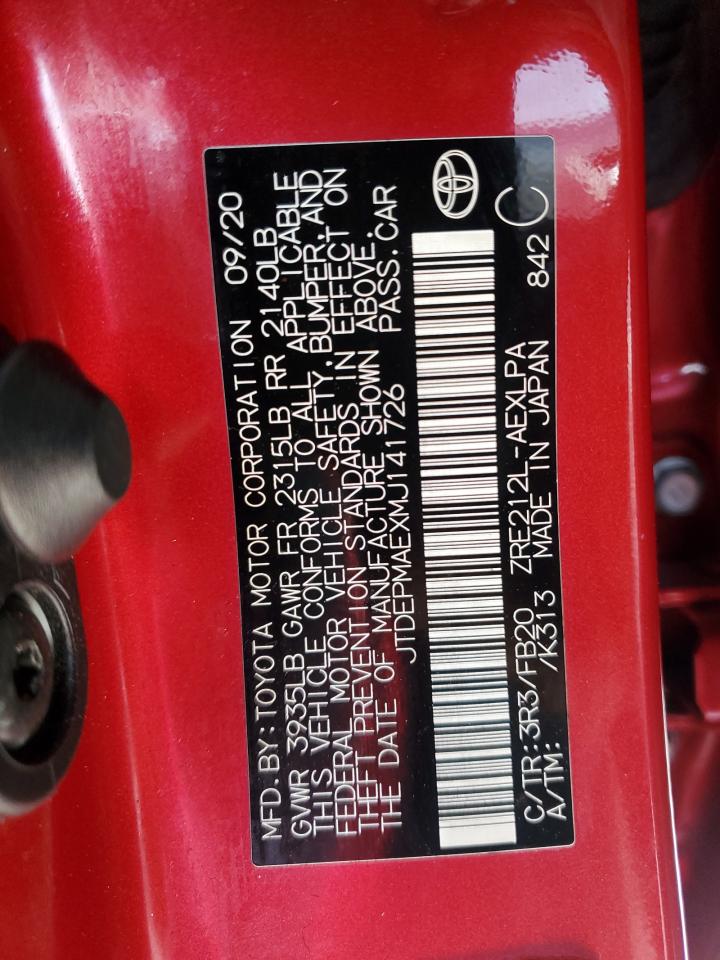 MFD.BY:TOYOTA MOTOR CORPORATION 09/20
GVWR 3935LB GAWR FR 2315LB RR 2140LB
THIS VEHICLE CONFORMS TO ALL APPLICABLE
FEDERAL MOTOR VEHICLE SAFETY,BUMPER,AND
THEFT PREVENTION STANDARDS IN EFFECT ON
THE DATE OF MANUFACTURE SHOWN ABOVE.
JTDEPMAEXMJ141726 PASS.CAR
C/TR:3R3/FB20 ZRE212L-AEXLPA 842
A/TM: /K313 MADE IN JAPAN C